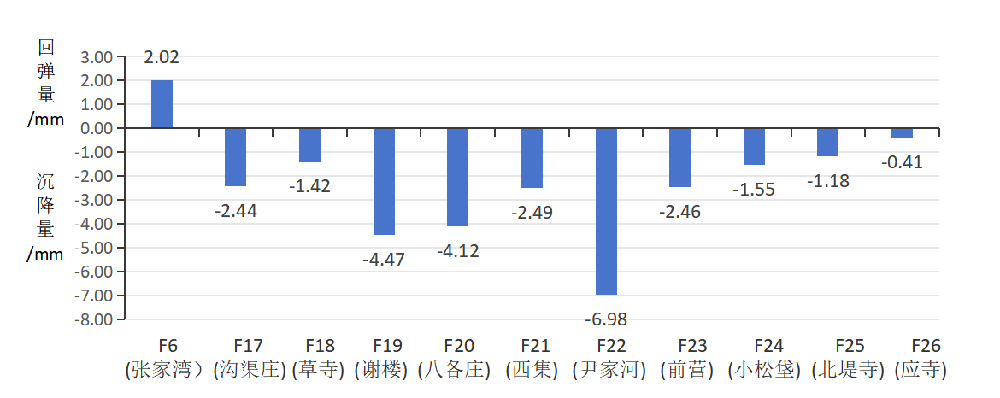 回
弹
量
/mm
沉
降
量
/mm
3.00
2.00
1.00
0.00
-1.00
-2.00
-3.00
-4.00
-5.00
-6.00
-7.00
-8.00
2.02
-2.44
-1.42
-4.47
-4.12
-2.49
-6.98
-2.46
-1.55
-1.18
-0.41
F6 F17 F18 F19 F20 F21 F22 F23 F24 F25 F26
(张家湾） (沟渠庄) (草寺) (谢楼) (八各庄) (西集) (尹家河) (前营) (小松垡) (北堤寺) (应寺)